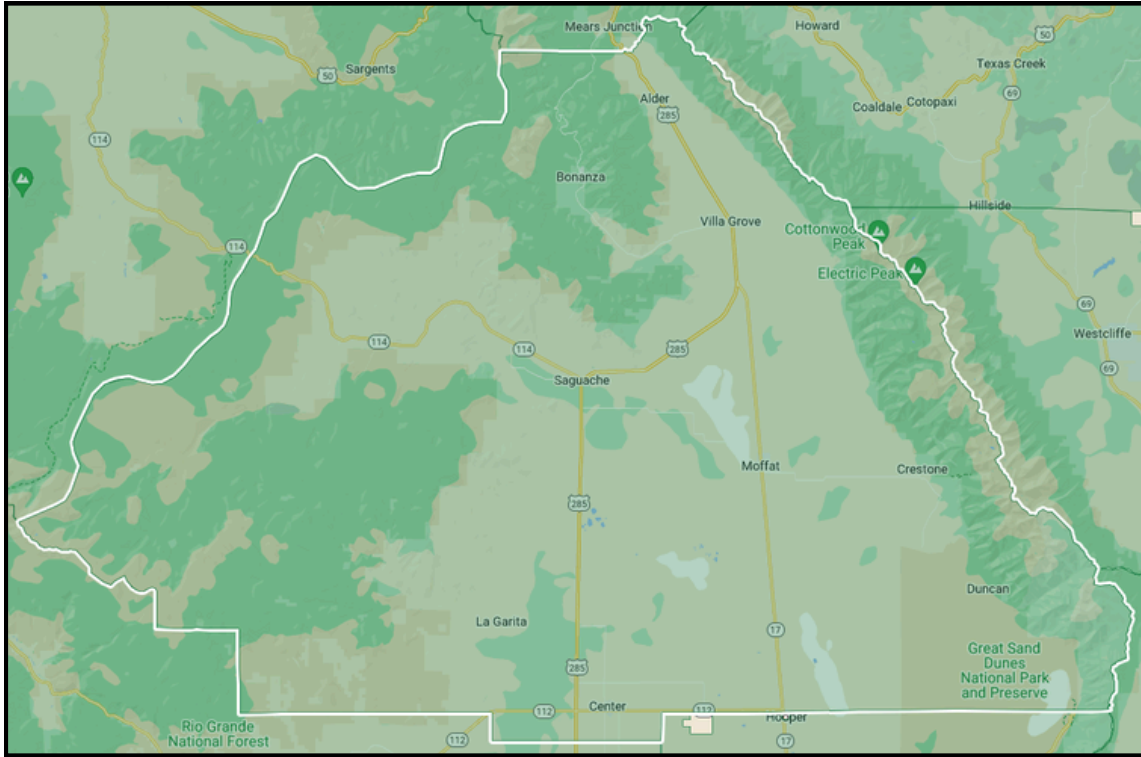 Mears Junction
Howard
50
Texas Creek
Sargents
50
69
Alder
Coaldale
Cotopaxi
285
114
Bonanza
Hillside
Villa Grove
Cottonwood
Peak
114
Electric Peak
69
Westcliffe
114
114
285
69
Saguache
Moffat
Crestone
285
Duncan
La Garita
17
Great Sand
Dunes
National Park
and Preserve
285
Center
112
112
Hooper
Rio Grande
National Forest
112
17